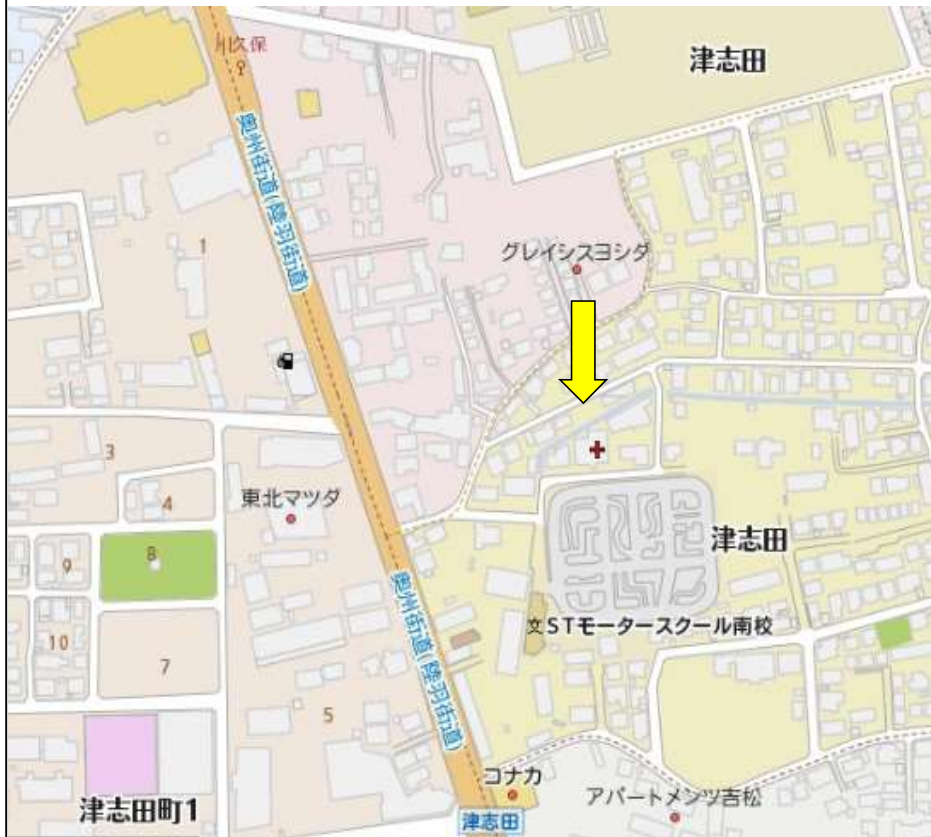 川久保
津志田
奥州街道(陸羽街道)
1
グレイシスヨシダ
3
4
東北マツダ
8
9
津志田
奥州街道(陸羽街道)
10
文STモータースクール南校
7
5
コナカ
アパートメンツ吉松
津志田町1
津志田